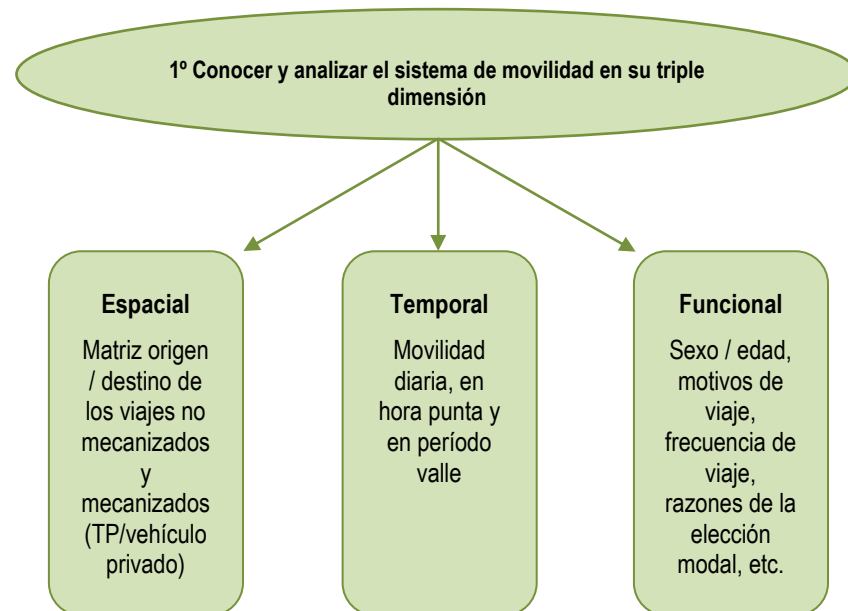 1º Conocer y analizar el sistema de movilidad en su triple
dimensión
Espacial
Matriz origen
/ destino de
los viajes no
mecanizados
y
mecanizados
(TP/vehículo
privado)
Temporal
Movilidad
diaria, en
hora punta y
en período
valle
Funcional
Sexo / edad,
motivos de
viaje,
frecuencia de
viaje,
razones de la
elección
modal, etc.